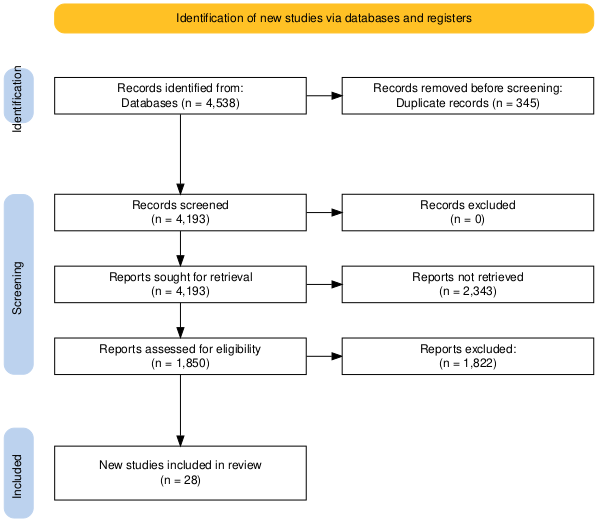 Identification of new studies via databases and registers
Identification
Records identified from:
Databases (n = 4,538)
Records removed before screening:
Duplicate records (n = 345)
Screening
Records screened
(n = 4,193)
Records excluded
(n = 0)
Reports sought for retrieval
(n = 4,193)
Reports not retrieved
(n = 2,343)
Reports assessed for eligibility
(n = 1,850)
Reports excluded:
(n = 1,822)
Included
New studies included in review
(n = 28)